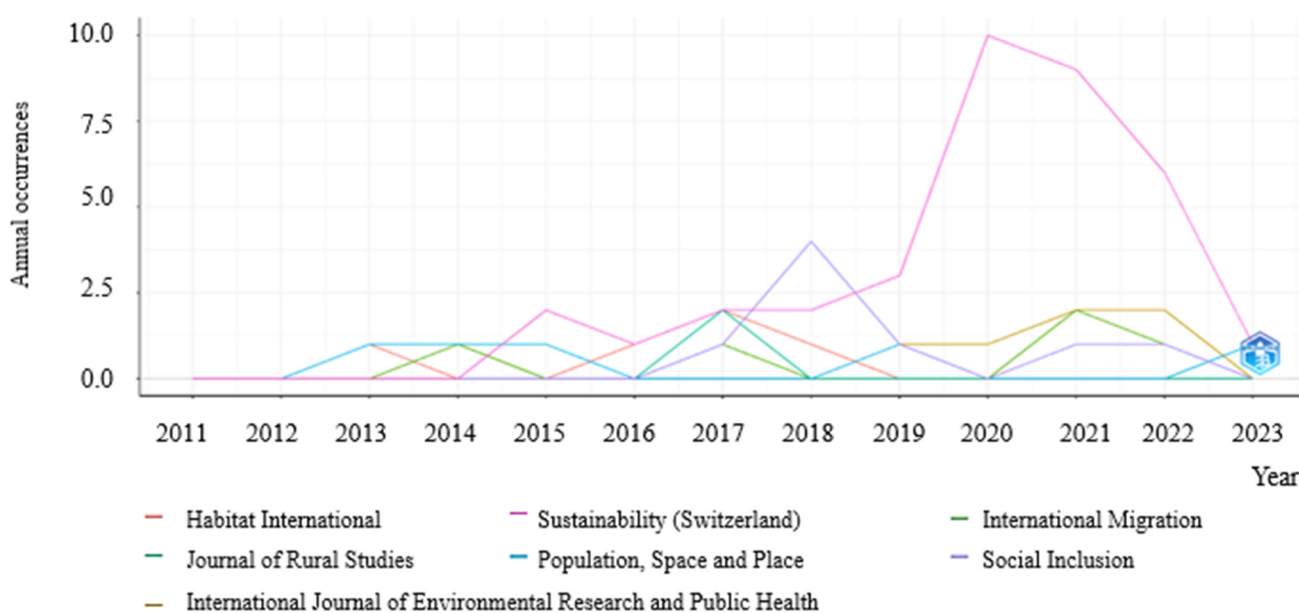 10.0
7.5
5.0
2.5
0.0
Annual occurrences
2011 2012 2013 2014 2015 2016 2017 2018 2019 2020 2021 2022 2023
Year
Habitat International Sustainability (Switzerland) International Migration
Journal of Rural Studies Population, Space and Place Social Inclusion
International Journal of Environmental Research and Public Health